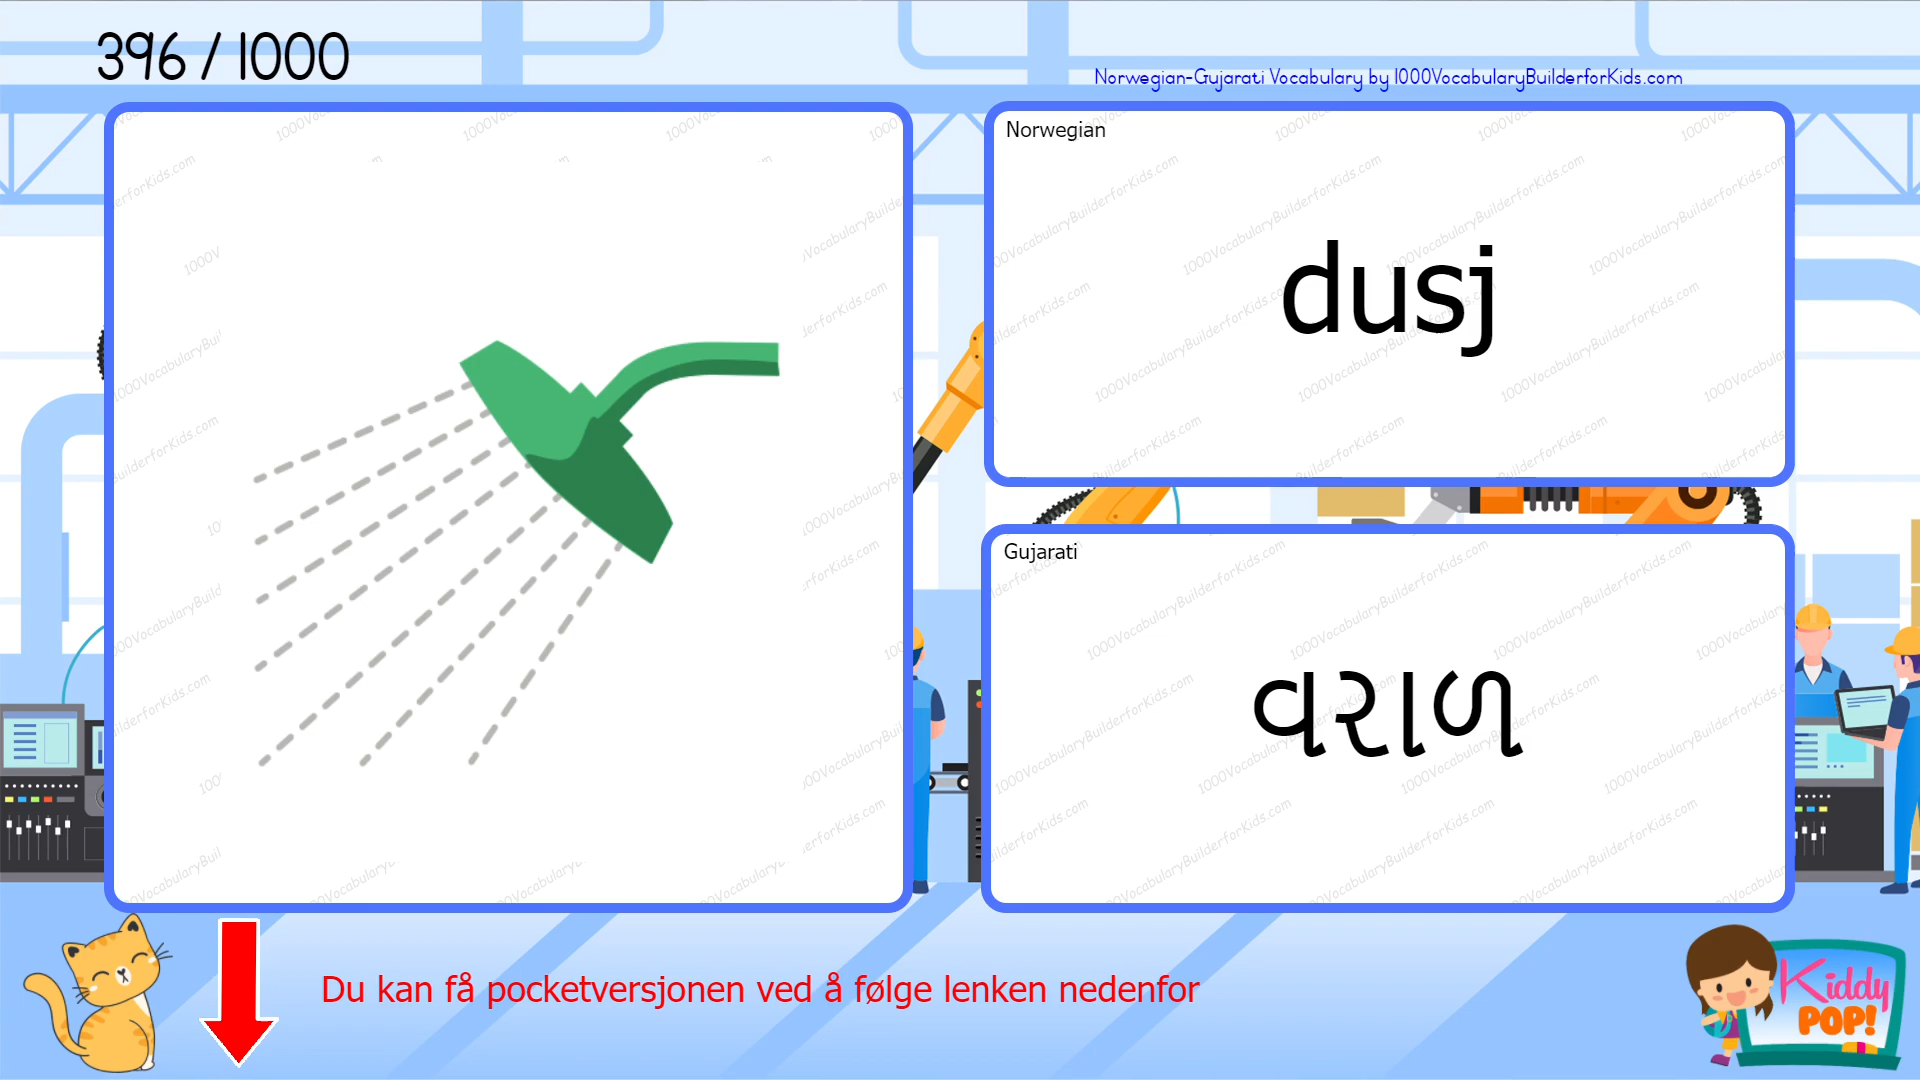 396 / 1000
Norwegian-Gujarati Vocabulary by 1000VocabularyBuilderforKids.com
Norwegian
dusj
Gujarati
વરાળ
Du kan få pocketversjonen ved å følge lenken nedenfor
Kiddy
POP!